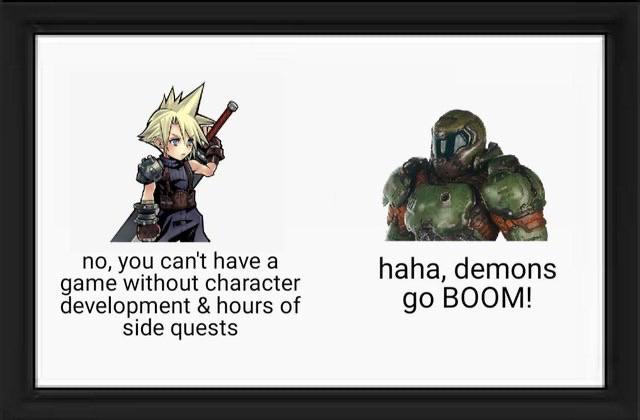 no, you can't have a
game without character
development & hours of
side quests
haha, demons
go BOOM!